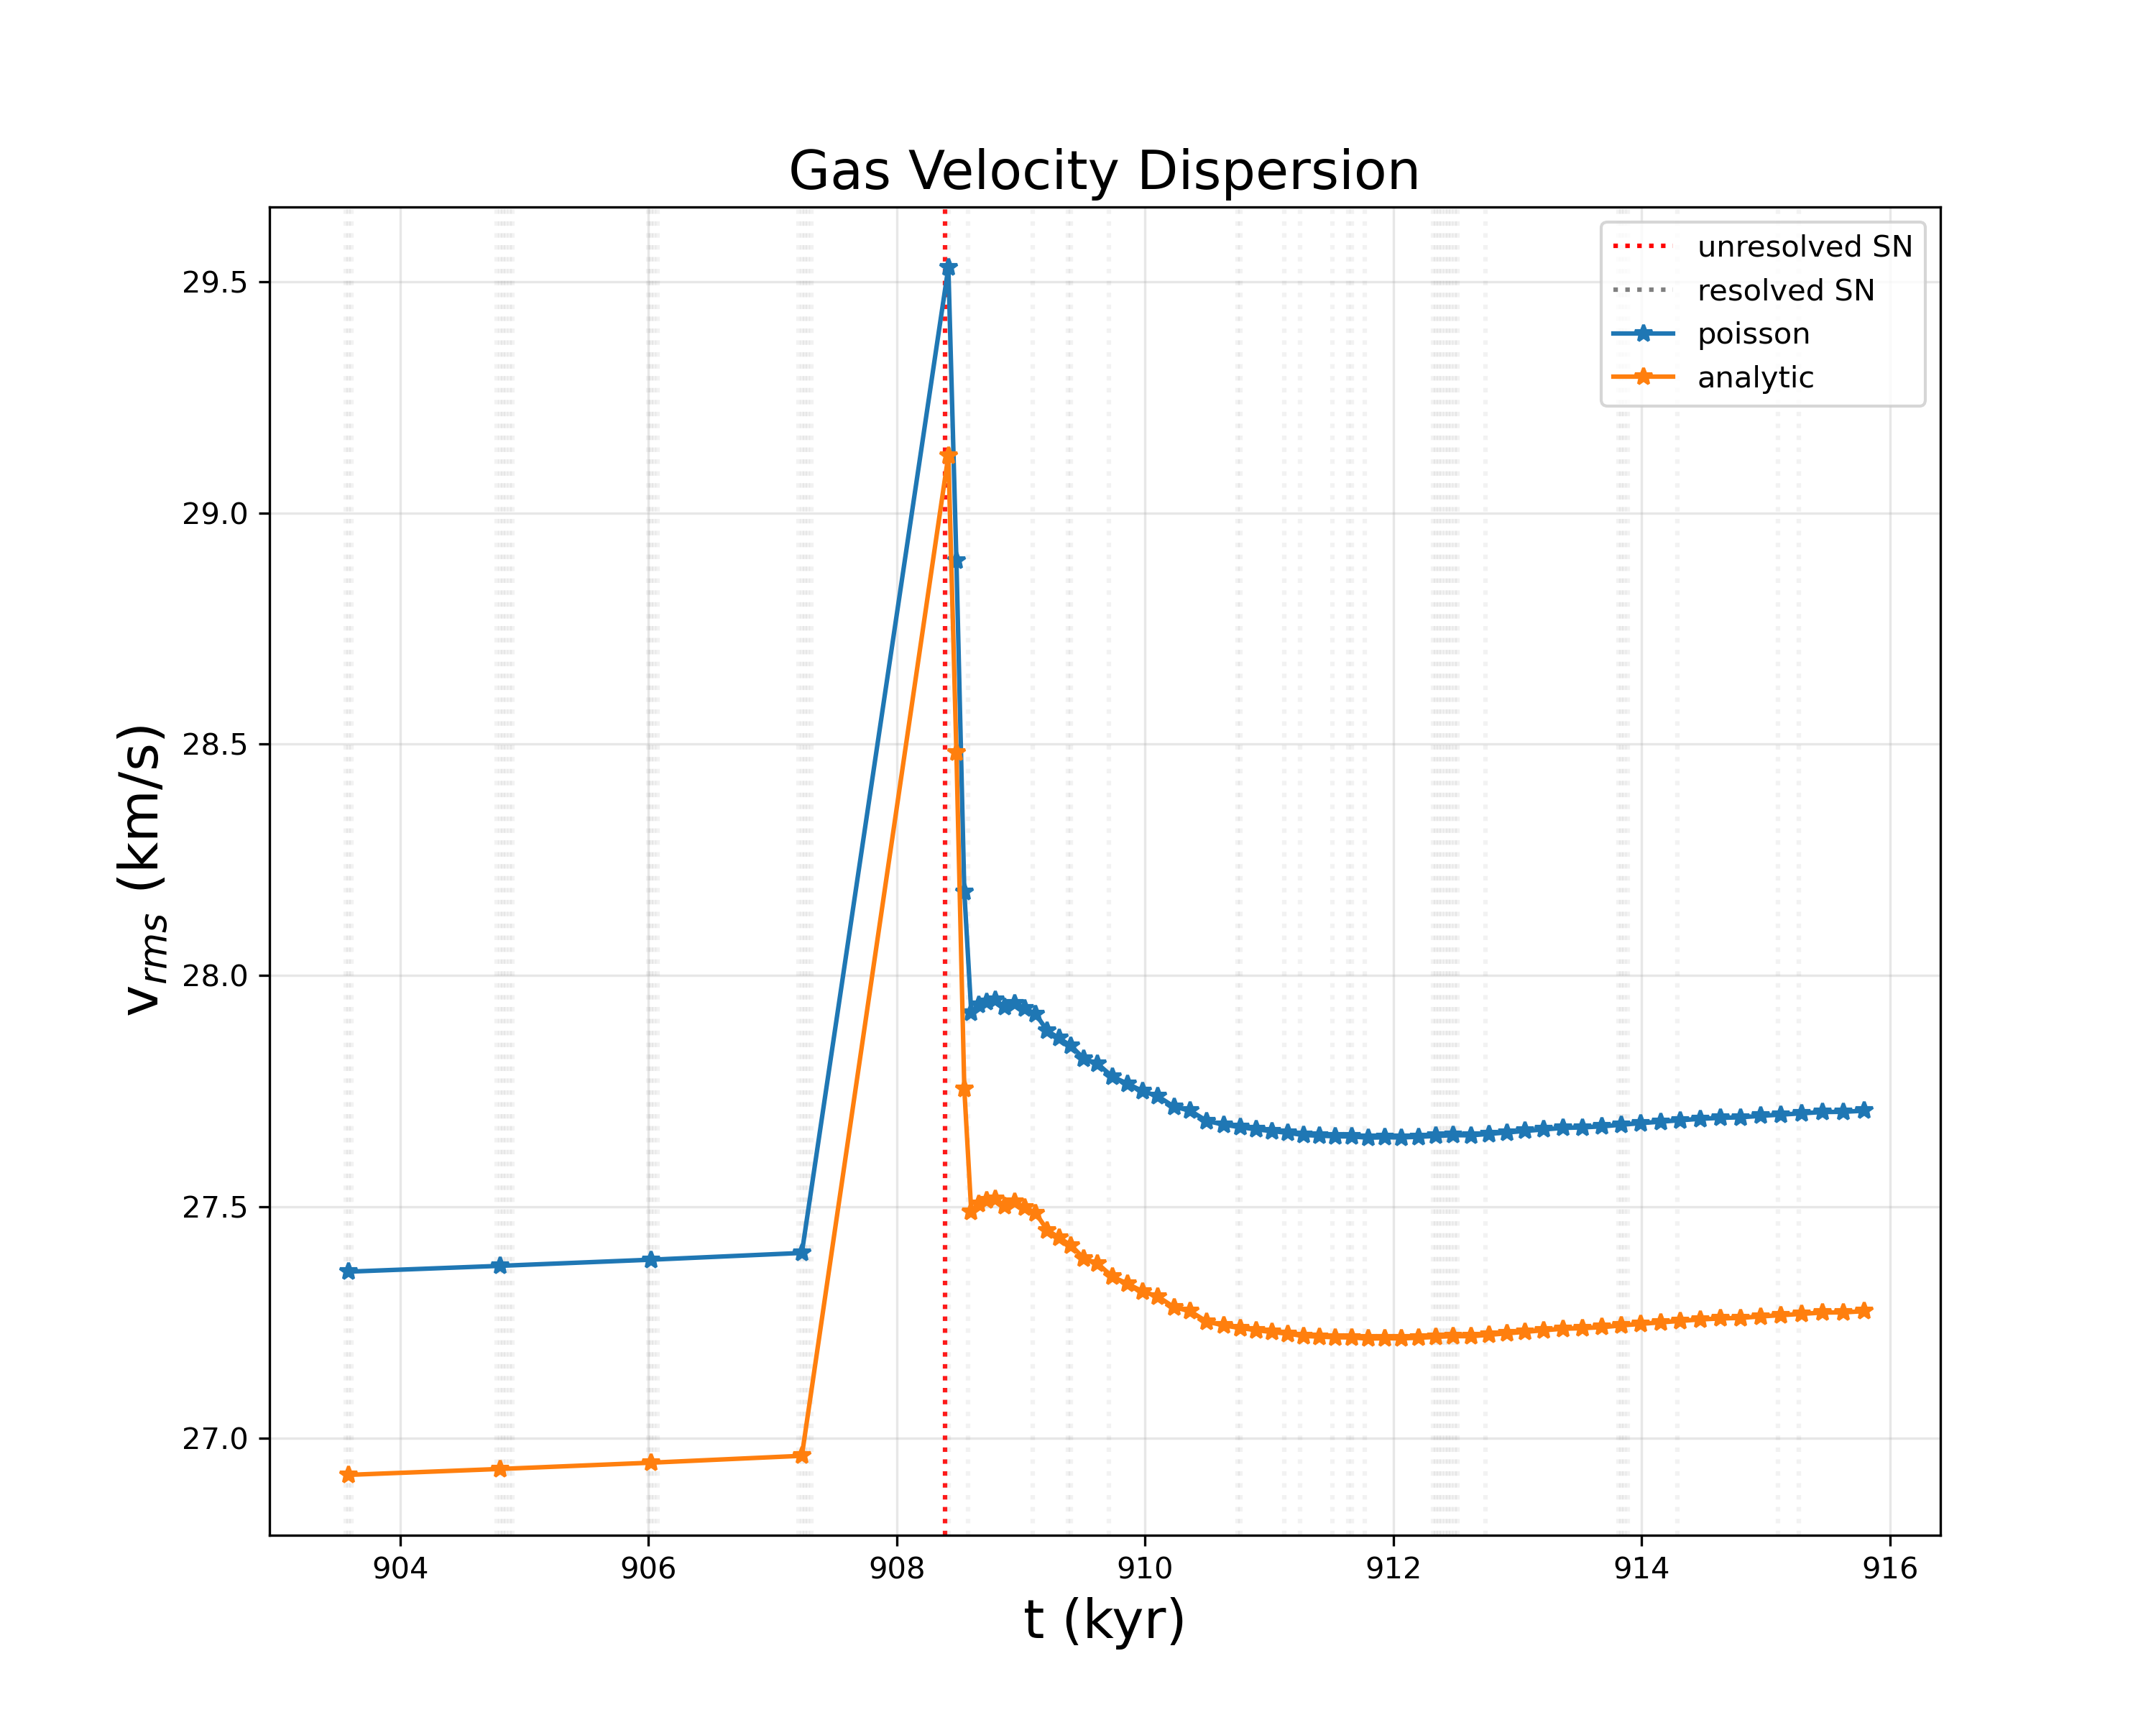 Gas Velocity Dispersion
unresolved SN
resolved SN
poisson
analytic
29.5
29.0
28.5
28.0
27.5
27.0
v_rms (km/s)
904 906 908 910 912 914 916
t (kyr)